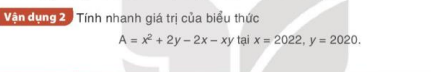 Vận dụng 2 Tính nhanh giá trị của biểu thức
A = x² + 2y – 2x – xy tại x = 2022, y = 2020.